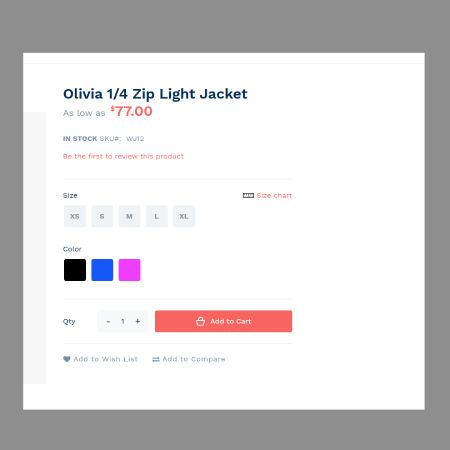 Olivia 1/4 Zip Light Jacket
As low as $77.00
IN STOCK SKU#: WJ12
Be the first to review this product
Size Size chart
XS S M L XL
Color
Qty - 1 + Add to Cart
Add to Wish List Add to Compare